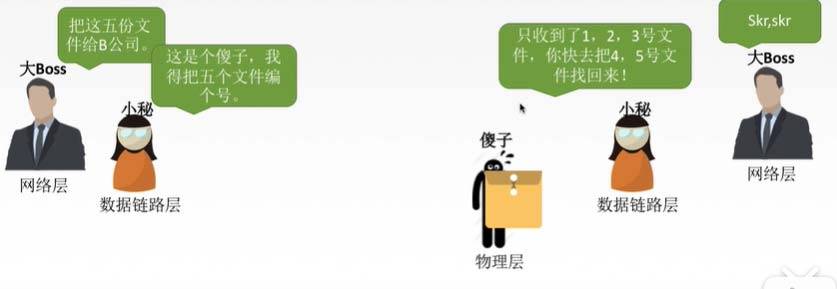 把这五份文
件给B公司。
这是个傻子，我
得把五个文件编
个号。
大Boss
小秘
网络层
数据链路层
只收到了1，2，3号文
件，你快去把4，5号文
件找回来！
Skr,skr
大Boss
小秘
傻子
网络层
数据链路层
物理层